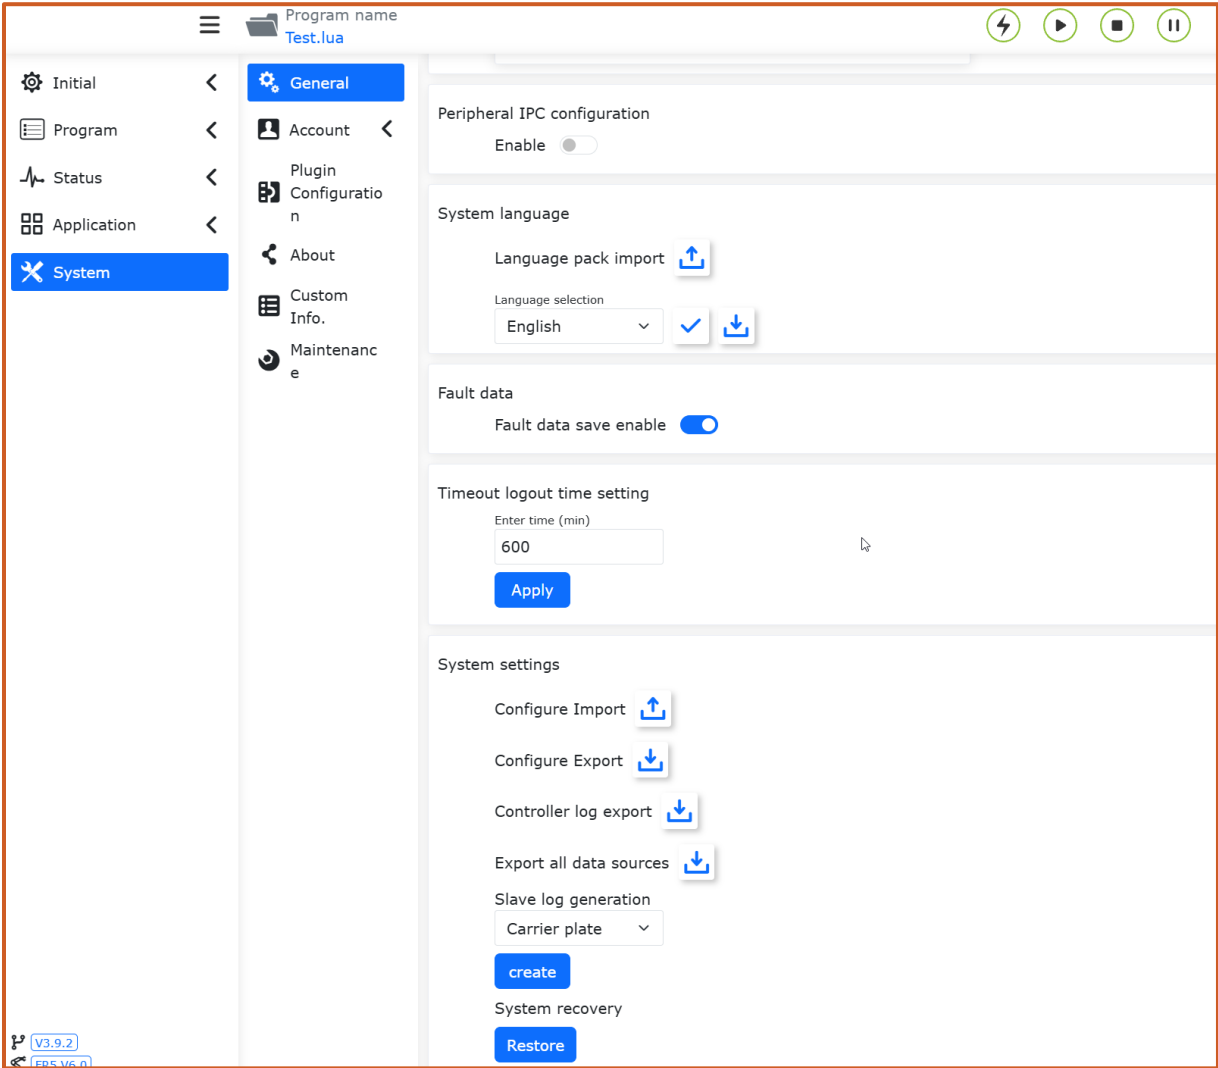 Program name
Test.lua
Initial
Program
Status
Application
System
General
Account
Plugin
Configuratio
n
About
Custom
Info.
Maintenanc
e
Peripheral IPC configuration
Enable
System language
Language pack import
Language selection
English
Fault data
Fault data save enable
Timeout logout time setting
Enter time (min)
600
Apply
System settings
Configure Import
Configure Export
Controller log export
Export all data sources
Slave log generation
Carrier plate
create
System recovery
Restore
V3.9.2
FR5 V6.0